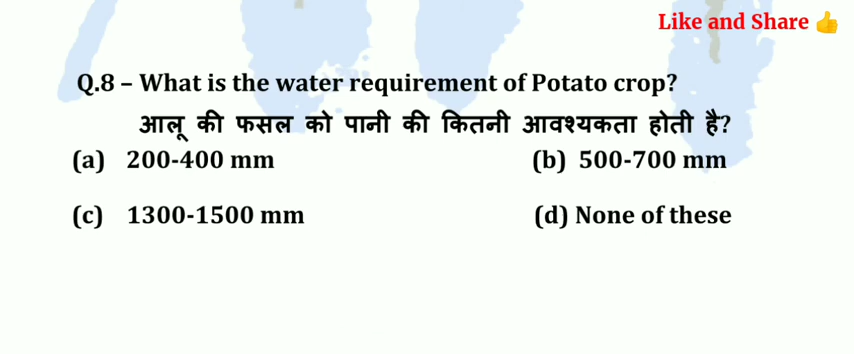 Like and Share 👍
Q.8 – What is the water requirement of Potato crop?
आलू की फसल को पानी की कितनी आवश्यकता होती है?
(a) 200-400 mm (b) 500-700 mm
(c) 1300-1500 mm (d) None of these